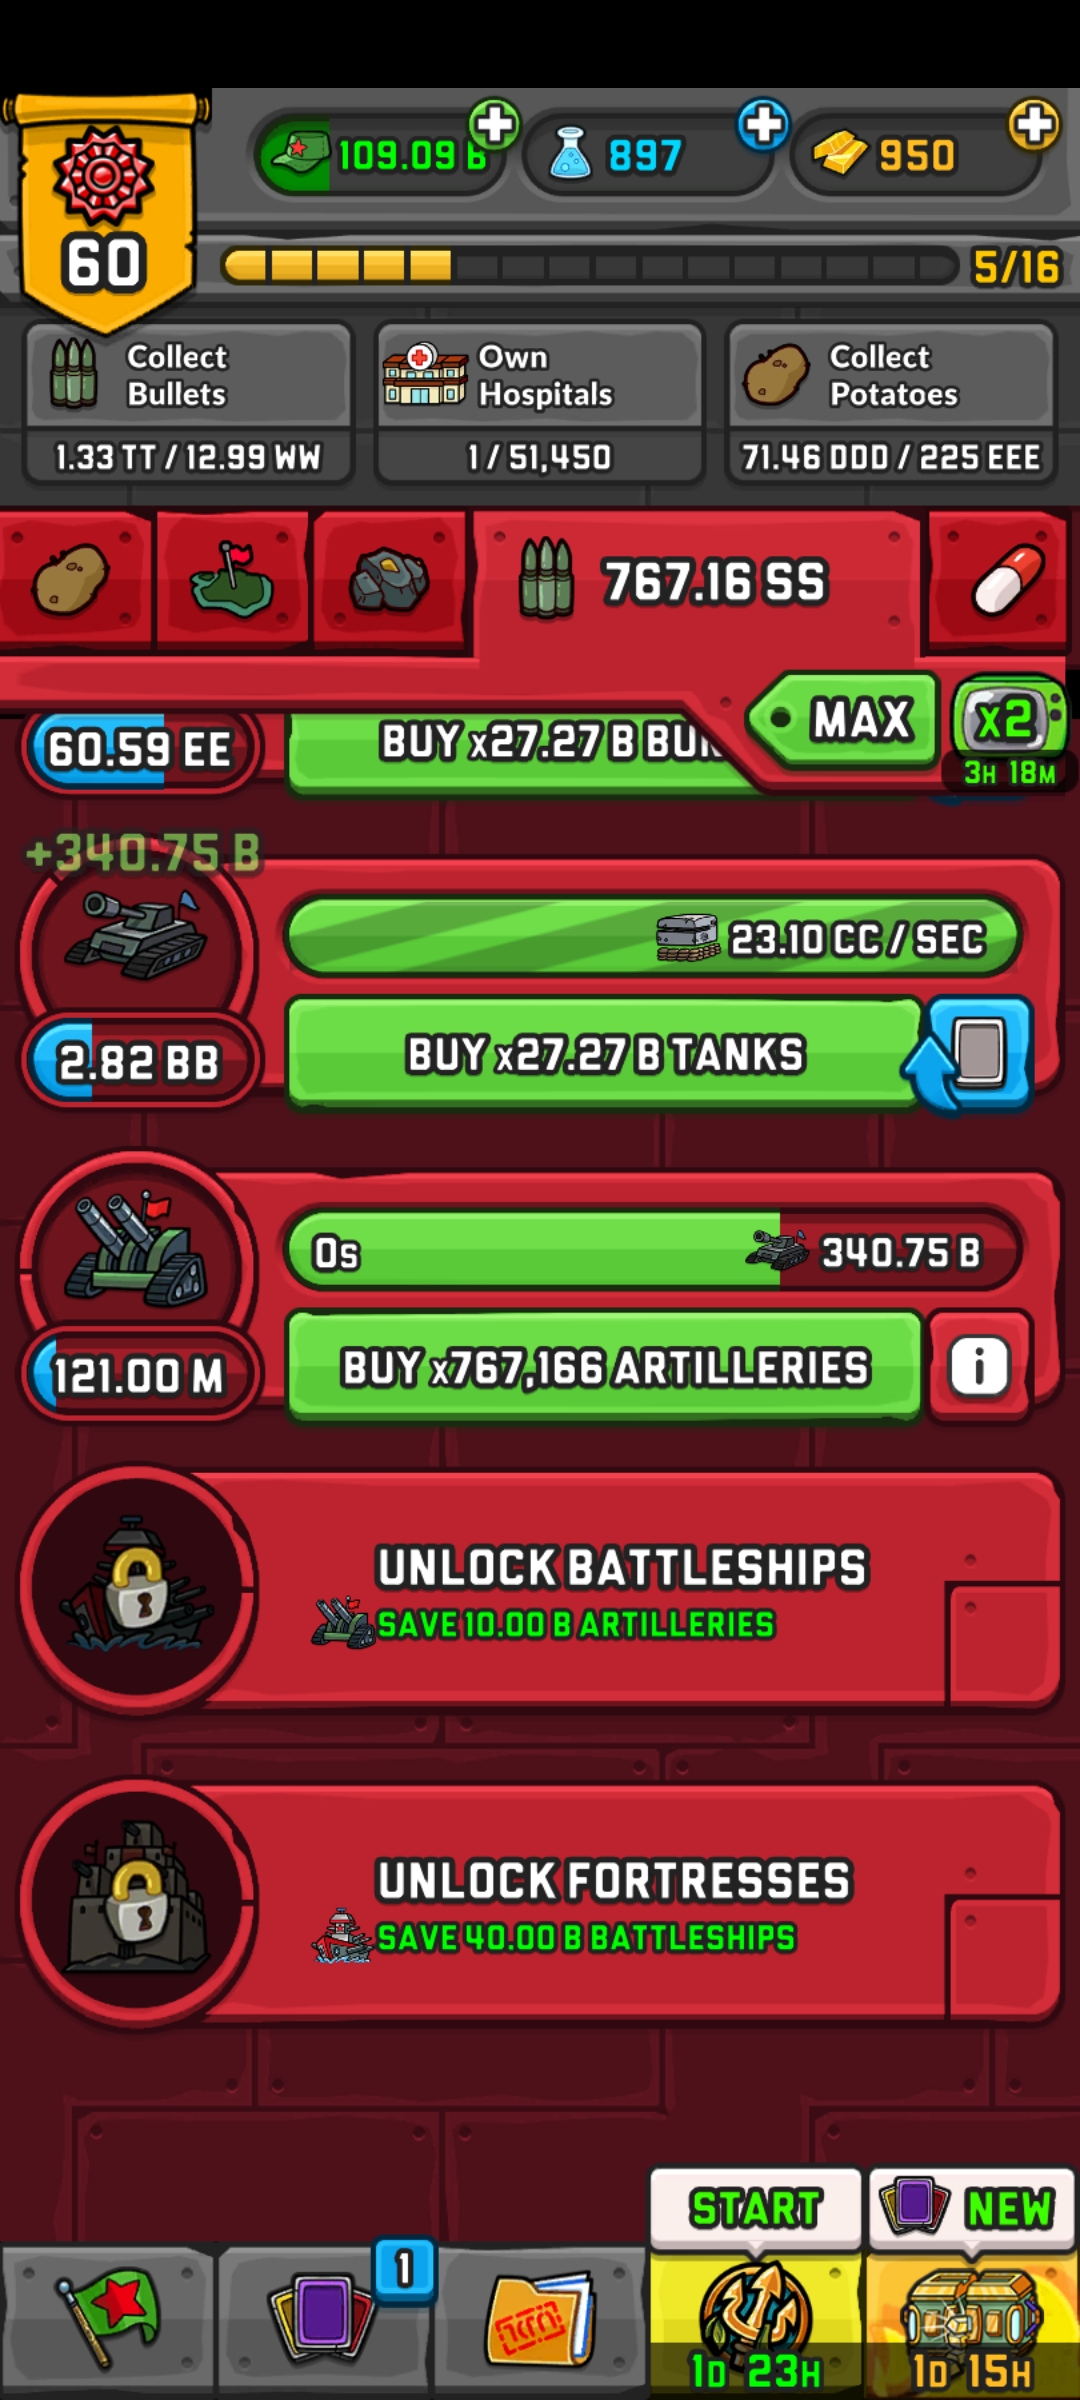 109.09 B
897
950
60
5/16
Collect
Bullets
1.33 TT / 12.99 WW
Own
Hospitals
1 / 51,450
Collect
Potatoes
71.46 DDD / 225 EEE
767.16 SS
MAX
x2
3H 18M
60.59 EE
BUY x27.27 B
+340.75 B
23.10 CC / SEC
2.82 BB
BUY x27.27 B TANKS
0s
340.75 B
121.00 M
BUY x767,166 ARTILLERIES
i
UNLOCK BATTLESHIPS
SAVE 10.00 B ARTILLERIES
UNLOCK FORTRESSES
SAVE 40.00 B BATTLESHIPS
START
NEW
1
1D 23H
1D 15H